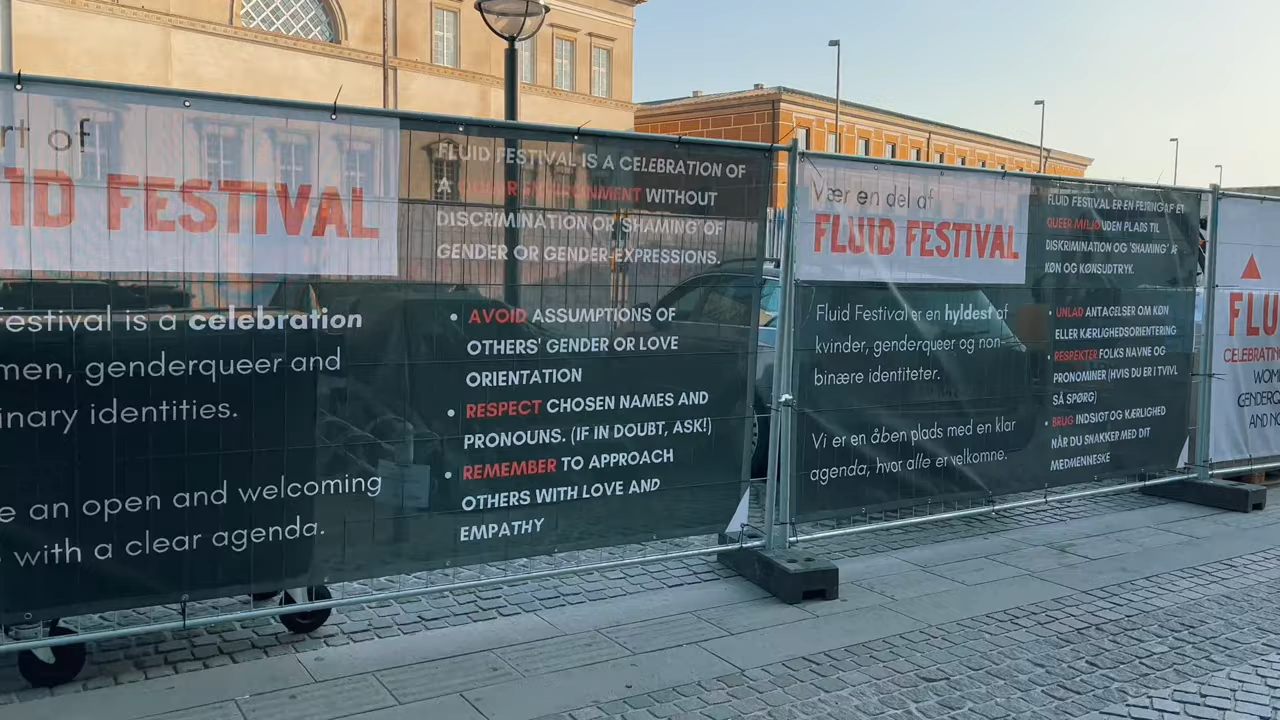 rt of
ID FESTIVAL
estival is a celebration
men, genderqueer and
inary identities.
e an open and welcoming
with a clear agenda.
FLUID FESTIVAL IS A CELEBRATION OF
A QUEER ENVIRONMENT WITHOUT
DISCRIMINATION OR 'SHAMING' OF
GENDER OR GENDER-EXPRESSIONS.
• AVOID ASSUMPTIONS OF
OTHERS' GENDER OR LOVE
ORIENTATION
• RESPECT CHOSEN NAMES AND
PRONOUNS. (IF IN DOUBT, ASK!)
• REMEMBER TO APPROACH
OTHERS WITH LOVE AND
EMPATHY
Vær en del af
FLUID FESTIVAL
Fluid Festival er en hyldest af
kvinder, genderqueer og non-
binære identiteter.
Vi er en åben plads med en klar
agenda, hvor alle er velkomne.
FLUID FESTIVAL ER EN FEJRING AF ET
QUEER MILJØ UDEN PLADS TIL
DISKRIMINATION OG 'SHAMING' AF
KØN OG KØNSUDTRYK.
• UNLAD ANTAGELSER OM KØN
ELLER KÆRLIGHEDSORIENTERING
• RESPEKTER FOLKS NAVNE OG
PRONOMINER (HVIS DU ER I TVIVL
SÅ SPØRG)
• BRUG INDSIGT OG KÆRLIGHED
NÅR DU SNAKKER MED DIT
MEDMENNESKE
FLU
CELEBRATING
WOM
GENDERQ
AND NO